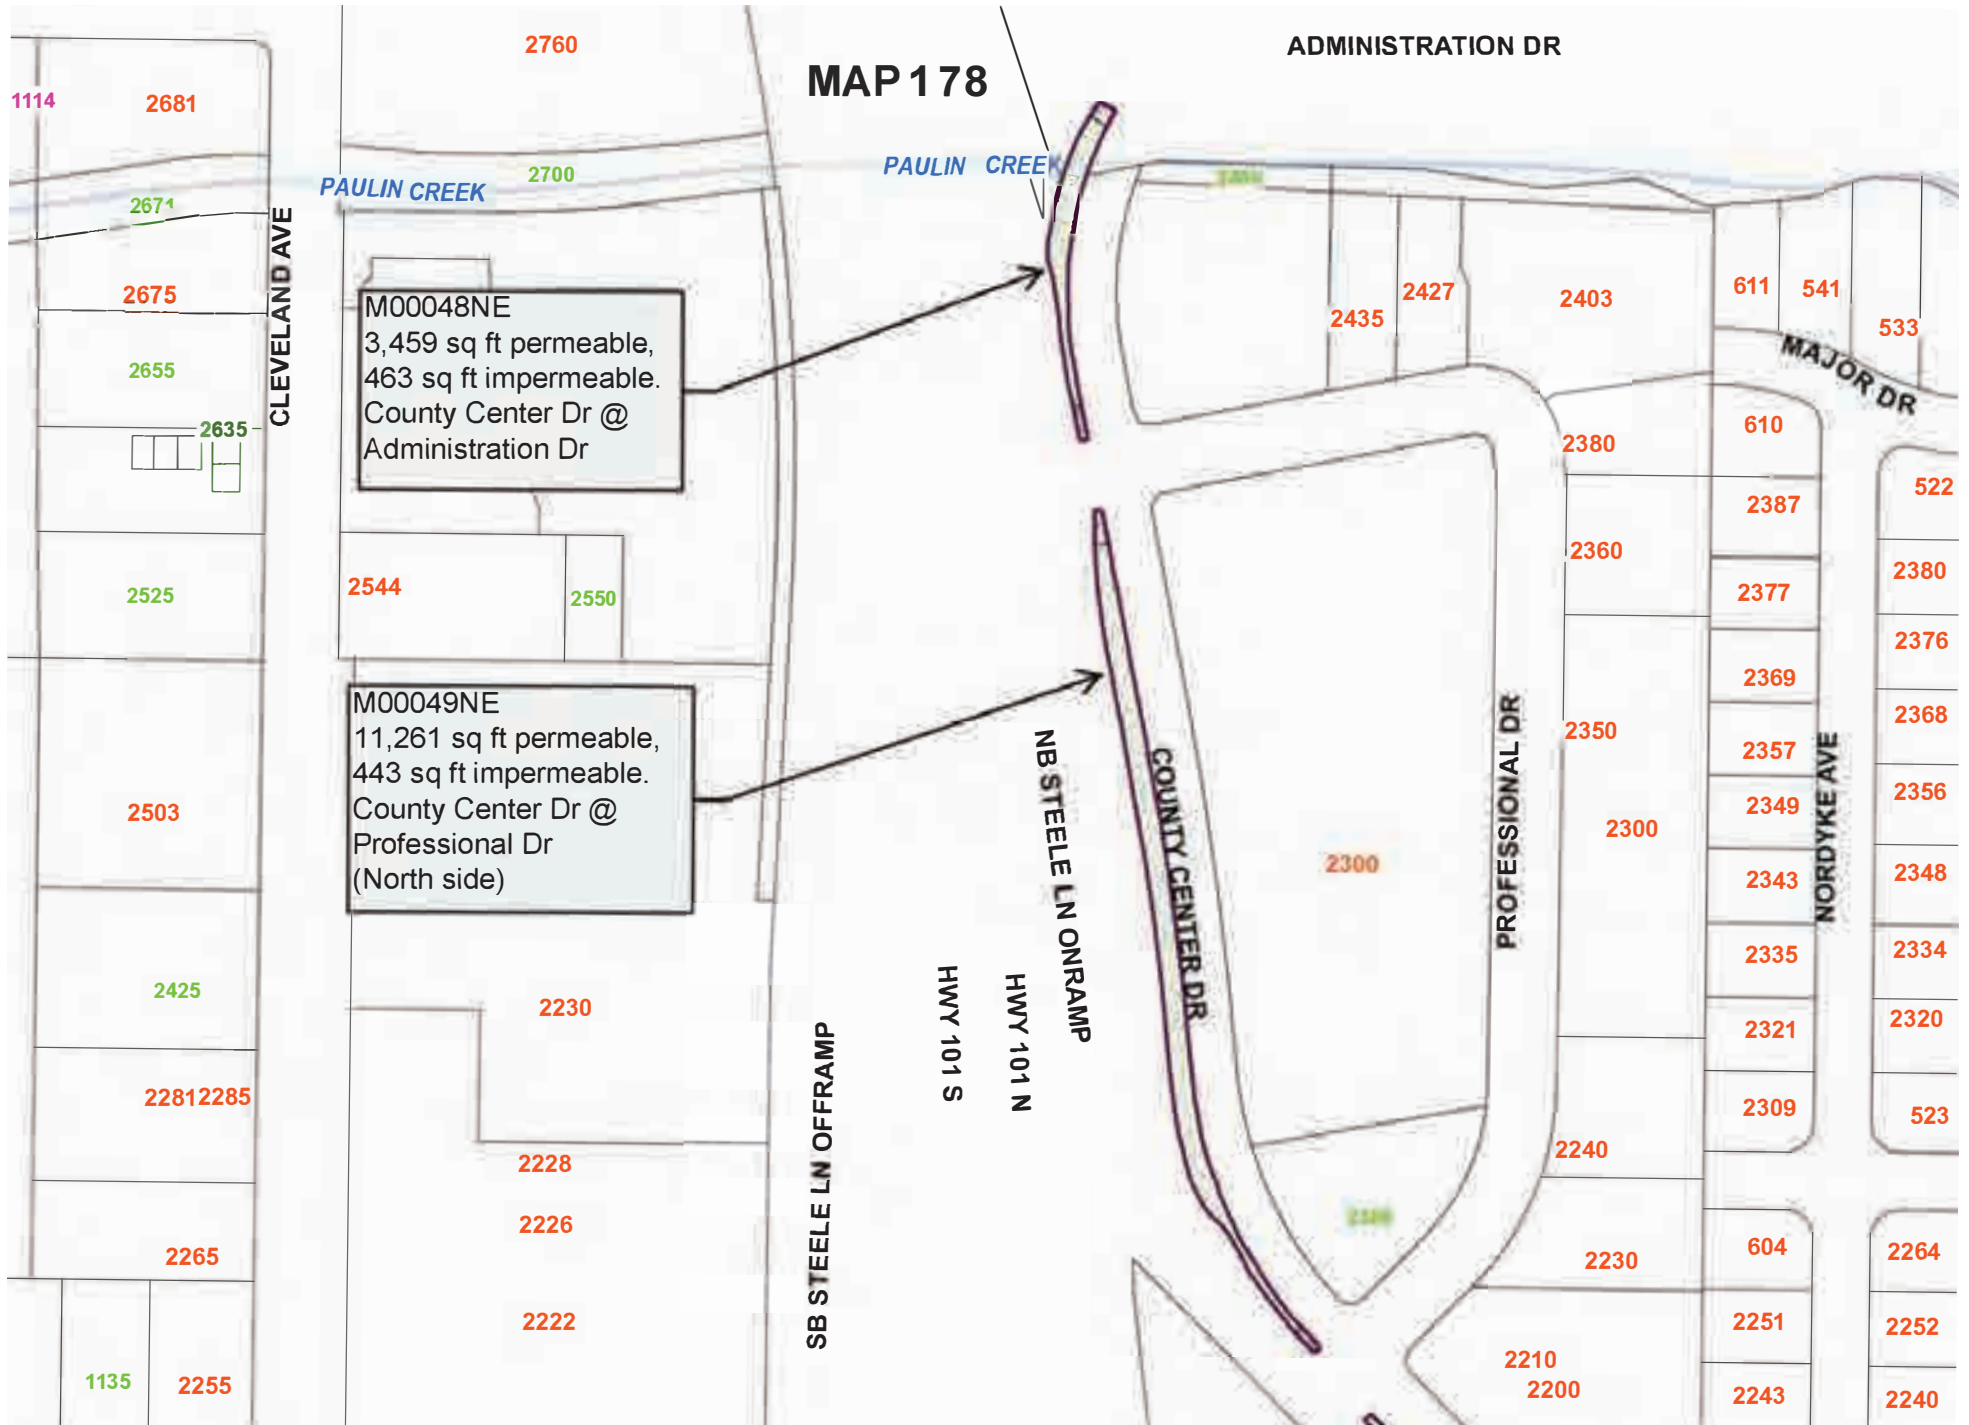 MAP 178
ADMINISTRATION DR
2760
1114
2681
PAULIN CREEK
2700
PAULIN CREEK
2671
CLEVELAND AVE
2675
2655
2635
M00048NE
3,459 sq ft permeable,
463 sq ft impermeable.
County Center Dr @
Administration Dr
2435
2427
2403
611
541
533
MAJOR DR
2380
610
522
2387
2360
2380
2377
2525
2544
2550
2376
2369
M00049NE
11,261 sq ft permeable,
443 sq ft impermeable.
County Center Dr @
Professional Dr
(North side)
NB STEELE LN ONRAMP
COUNTY CENTER DR
PROFESSIONAL DR
2350
2368
2357
NORDYKE AVE
2356
2349
2503
2300
2300
2343
2348
2335
2334
2425
2230
HWY 101 S
HWY 101 N
2321
2320
SB STEELE LN OFFRAMP
2281 2285
2309
523
2228
2240
2226
2265
2230
604
2264
2222
2251
2252
1135
2255
2210
2200
2243
2240